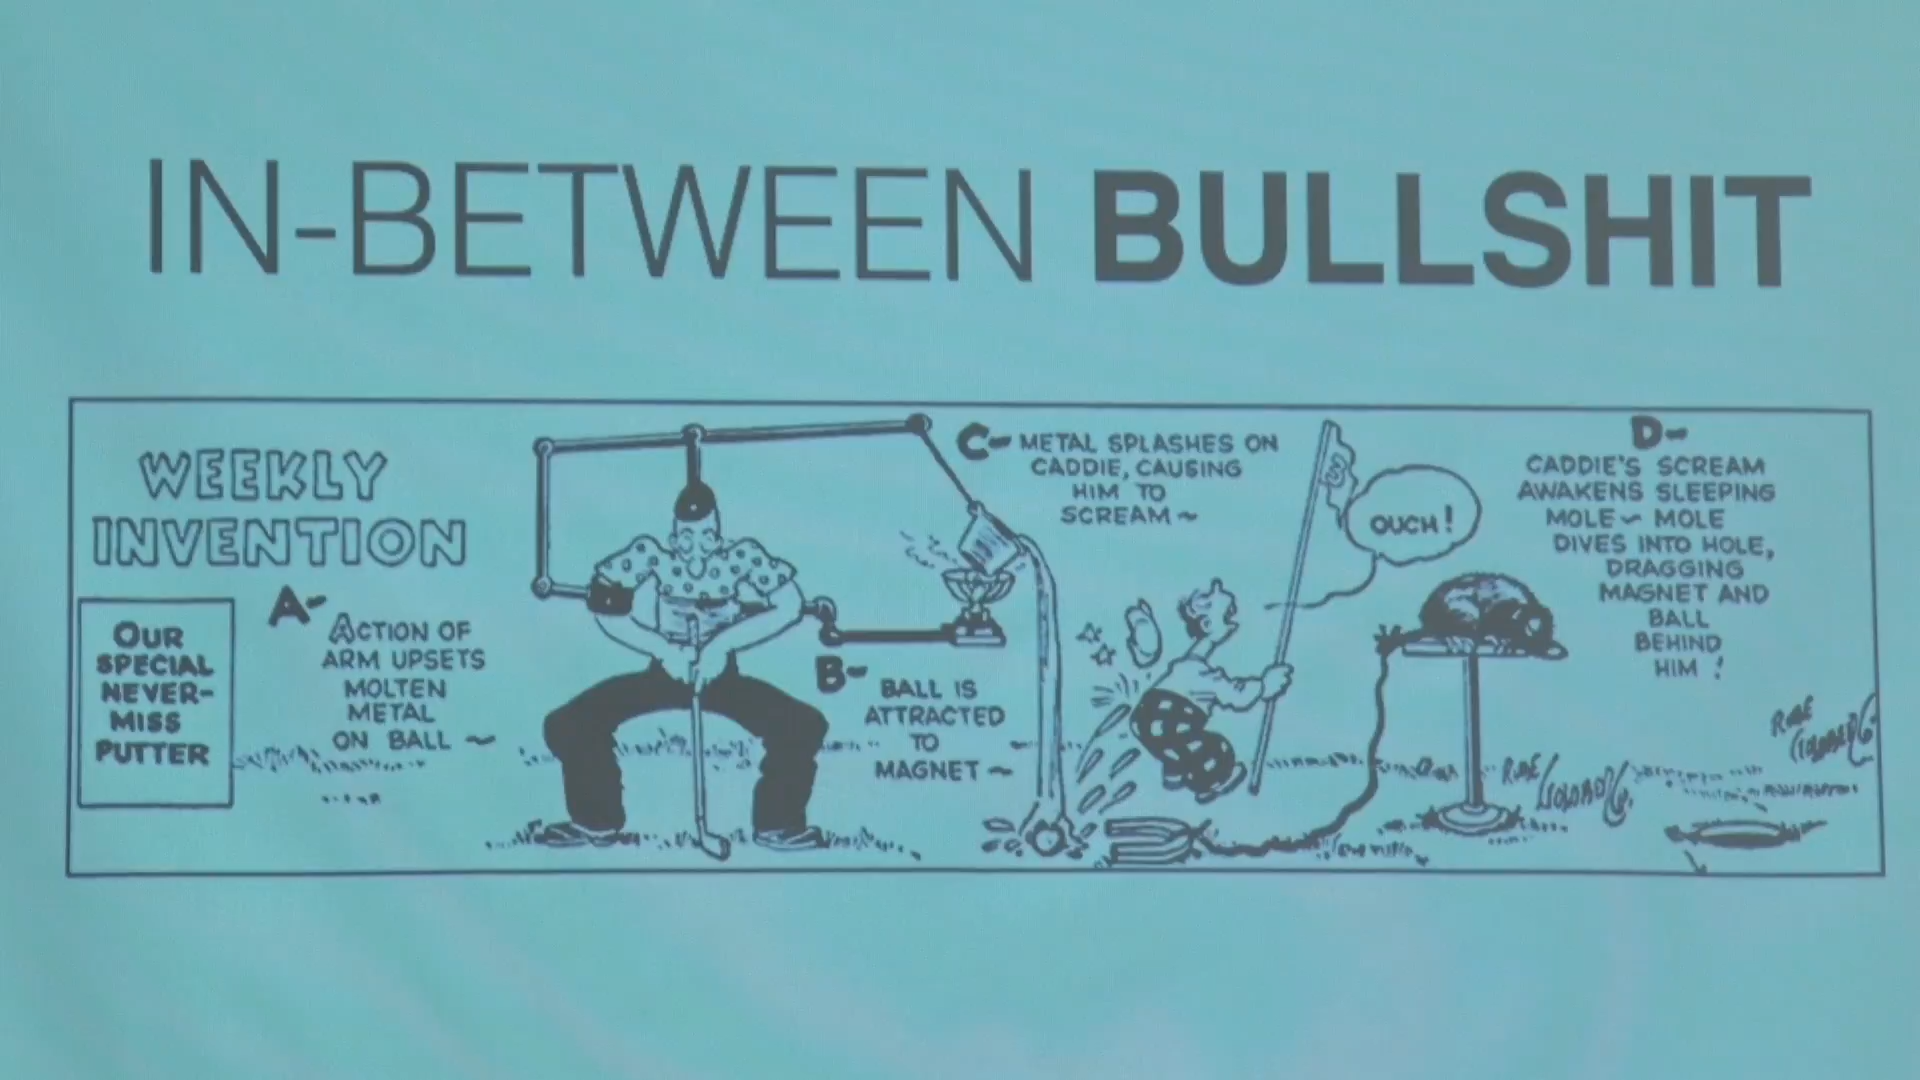 IN-BETWEEN BULLSHIT
WEEKLY
INVENTION
OUR
SPECIAL
NEVER-
MISS
PUTTER
A-
ACTION OF
ARM UPSETS
MOLTEN
METAL
ON BALL ~
B-
BALL IS
ATTRACTED
TO
MAGNET ~
C- METAL SPLASHES ON
CADDIE, CAUSING
HIM TO
SCREAM ~
OUCH!
D-
CADDIE'S SCREAM
AWAKENS SLEEPING
MOLE ~ MOLE
DIVES INTO HOLE,
DRAGGING
MAGNET AND
BALL
BEHIND
HIM!
RUBE
GOLDBERG